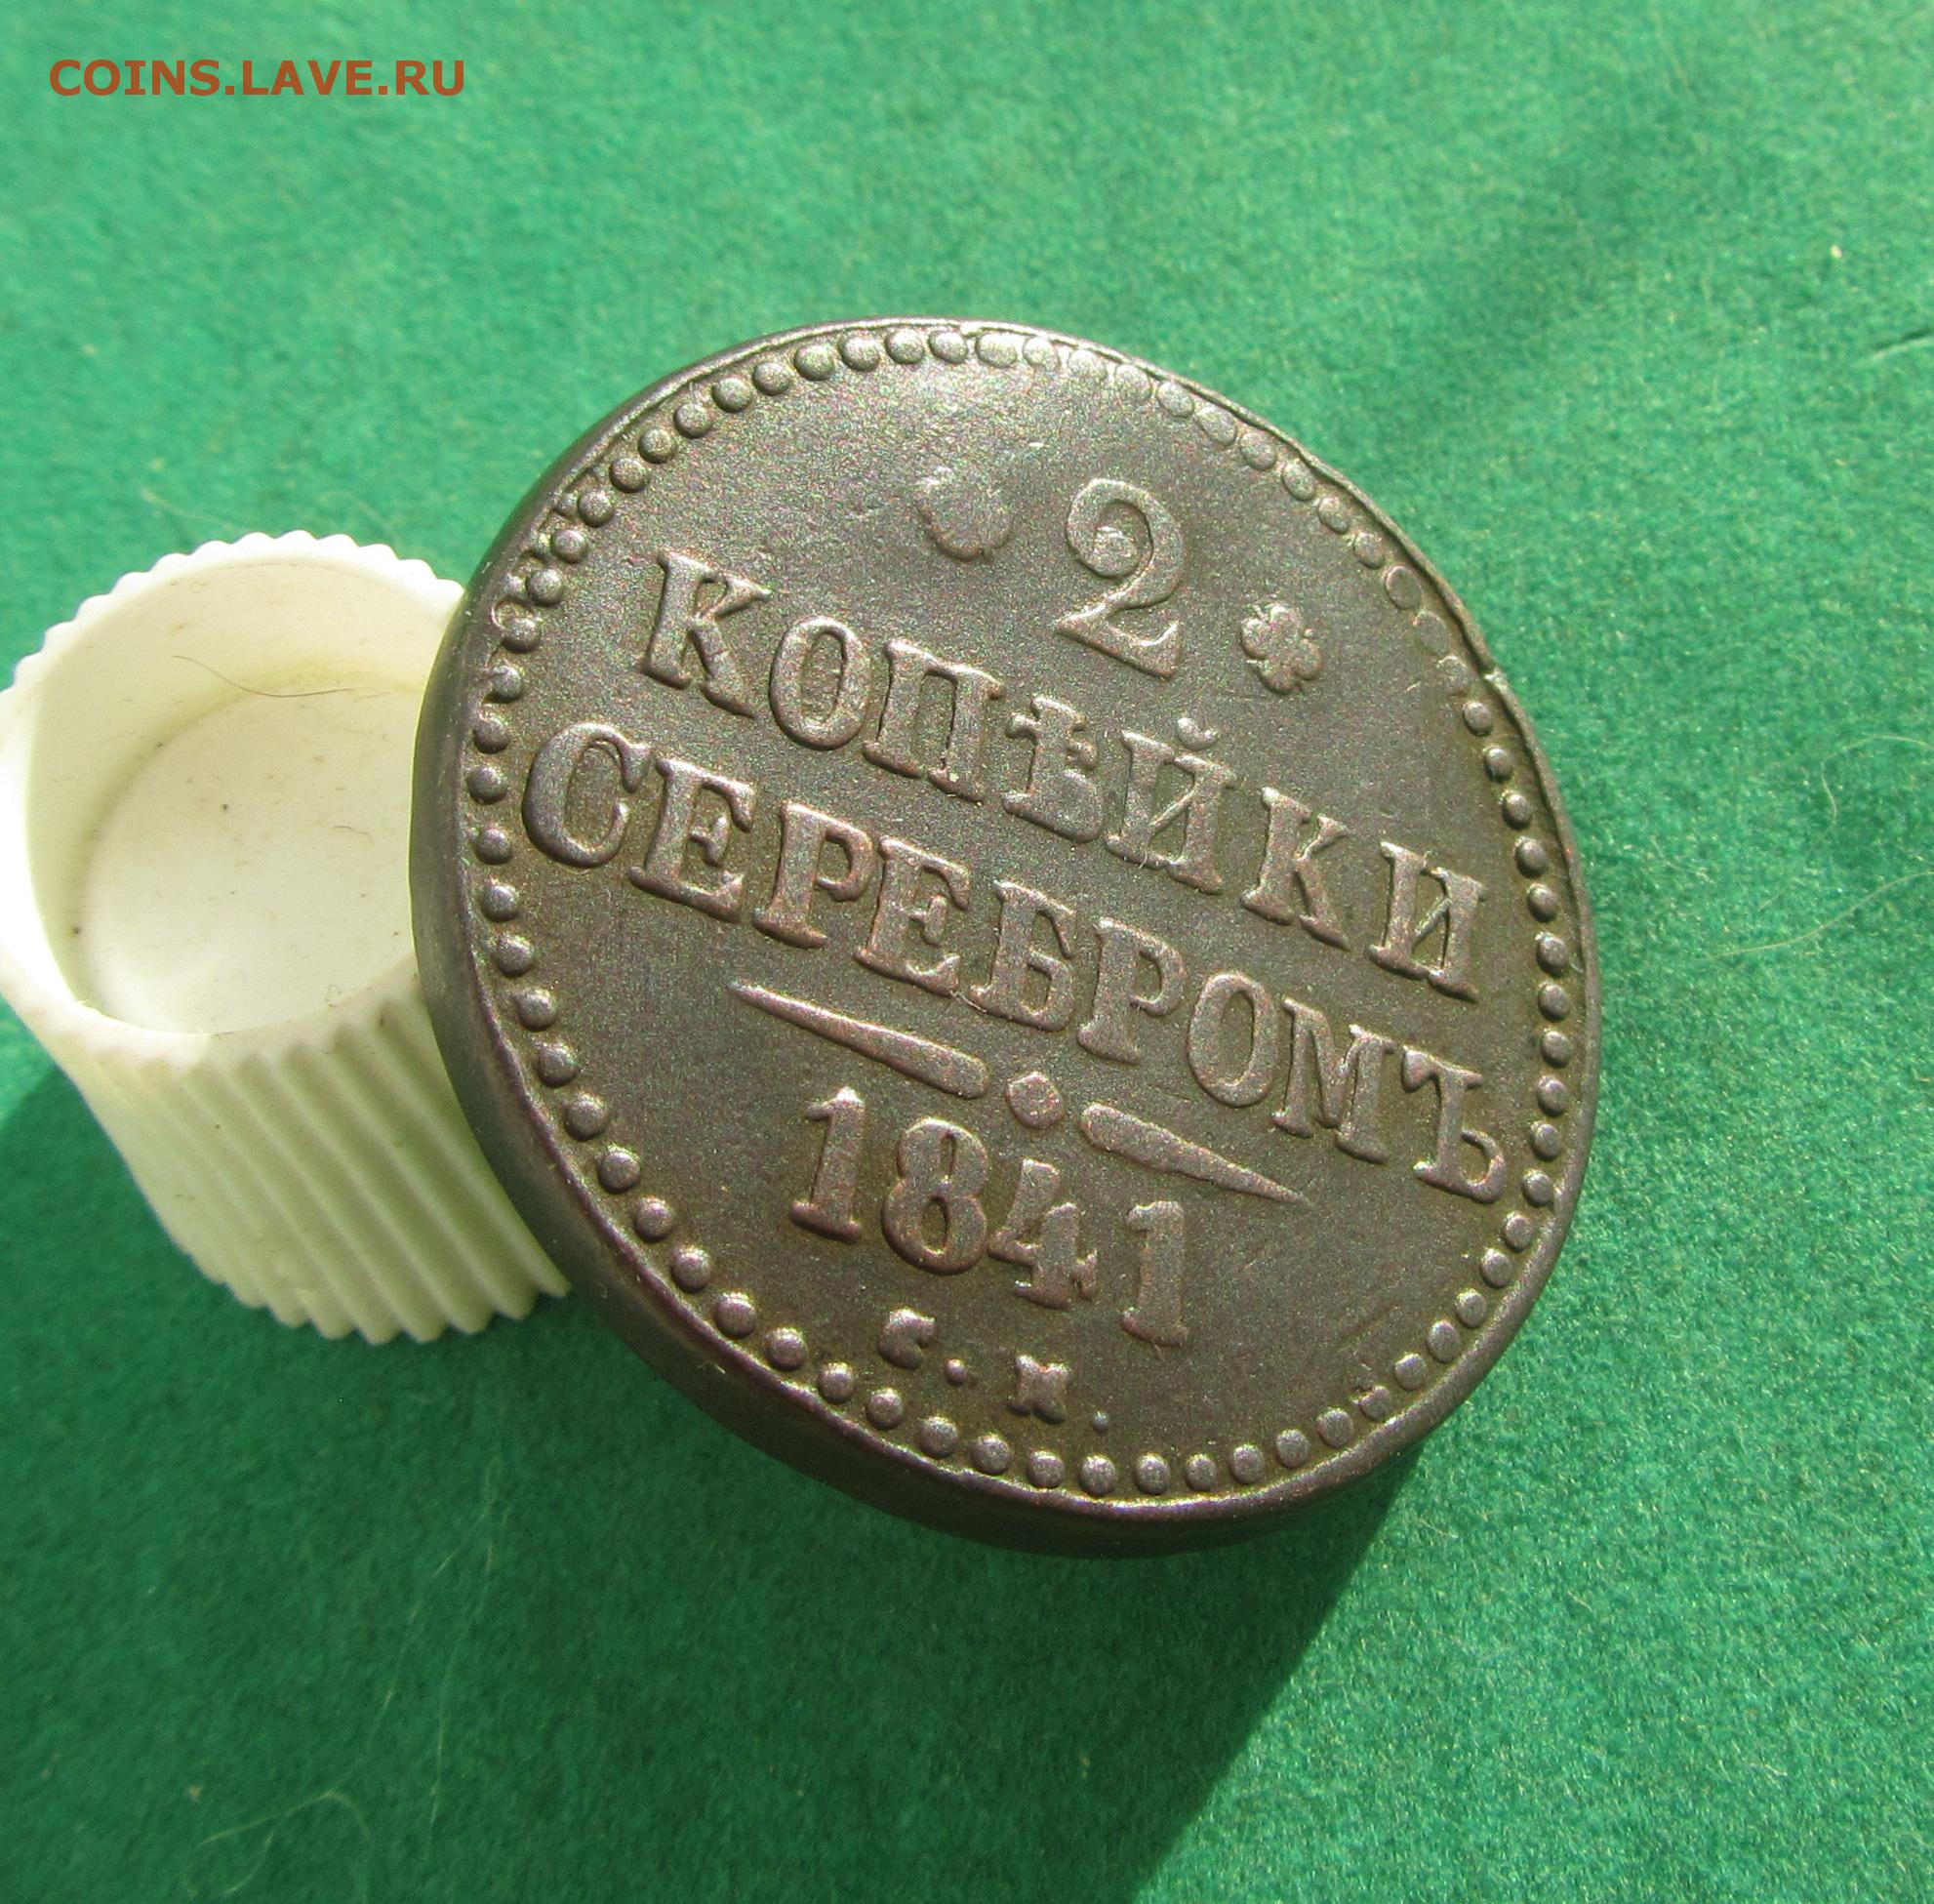 COINS.LAVE.RU
2
КОПѢЙКИ
СЕРЕБРОМЪ
1841
С.М.